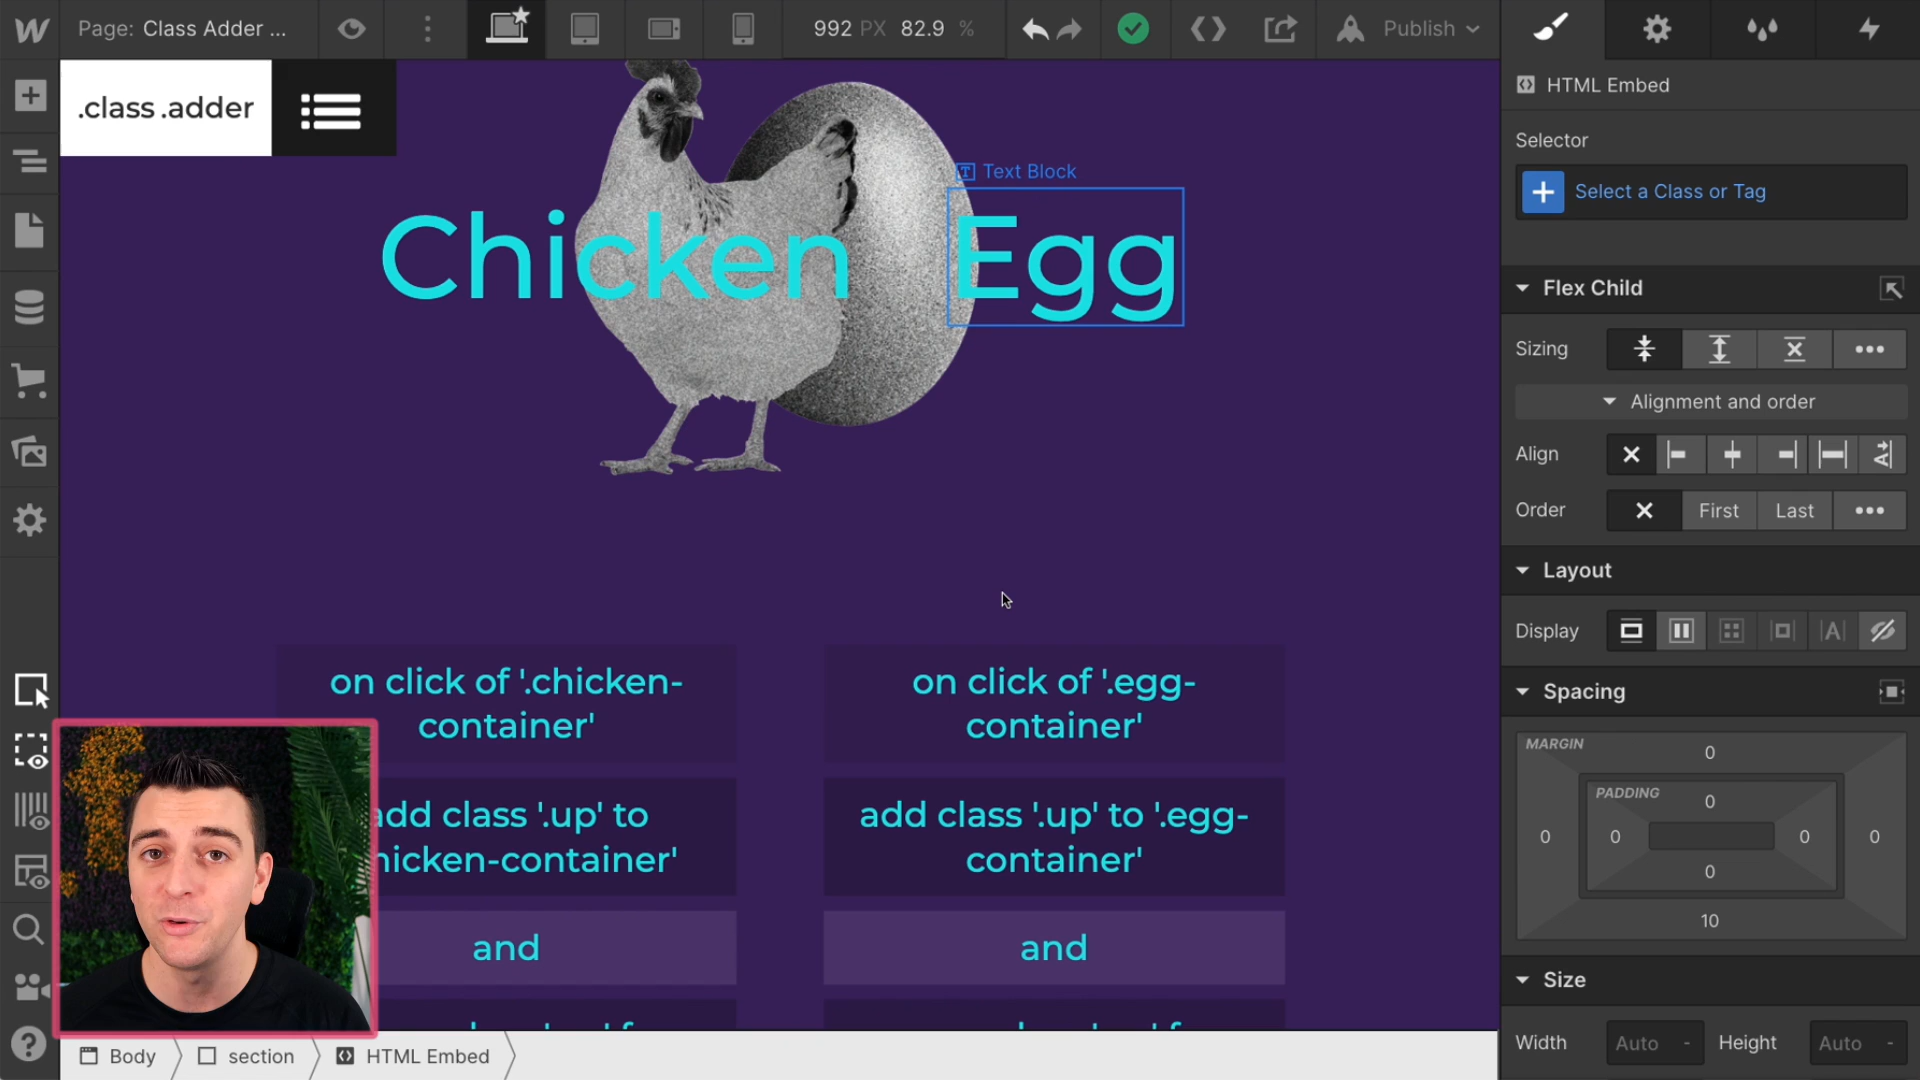 Page: Class Adder ...
992 PX 82.9 %
Publish
HTML Embed
.class .adder
Selector
Select a Class or Tag
Text Block
Chicken
Egg
Flex Child
Sizing
Alignment and order
Align
Order
First
Last
Layout
Display
on click of '.chicken-
container'
on click of '.egg-
container'
Spacing
MARGIN
0
PADDING
0
0
0
0
0
0
10
add class '.up' to
hicken-container'
add class '.up' to '.egg-
container'
and
and
Size
Width
Auto
-
Height
Auto
-
Body
section
HTML Embed